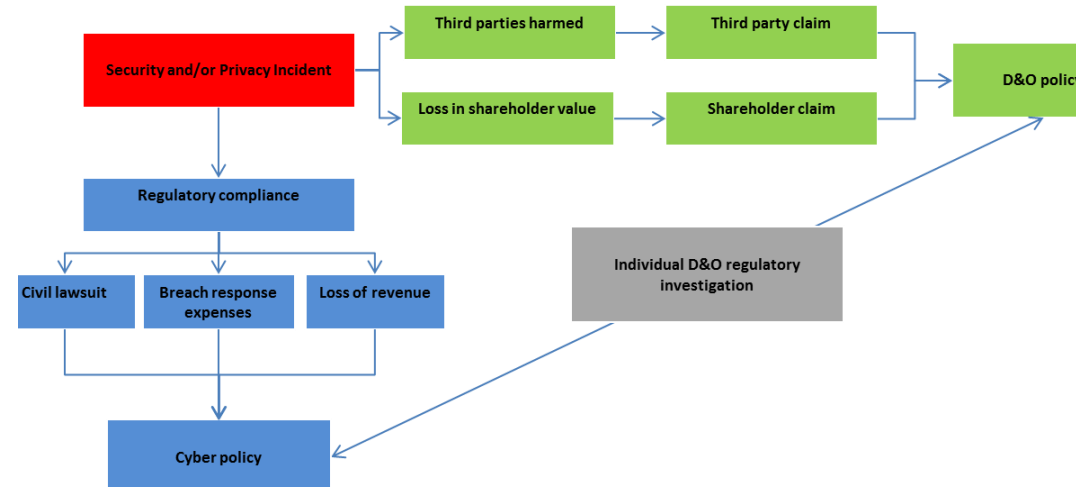 Third parties harmed
Third party claim
Security and/or Privacy Incident
D&O policy
Loss in shareholder value
Shareholder claim
Regulatory compliance
Individual D&O regulatory
investigation
Civil lawsuit
Breach response
expenses
Loss of revenue
Cyber policy